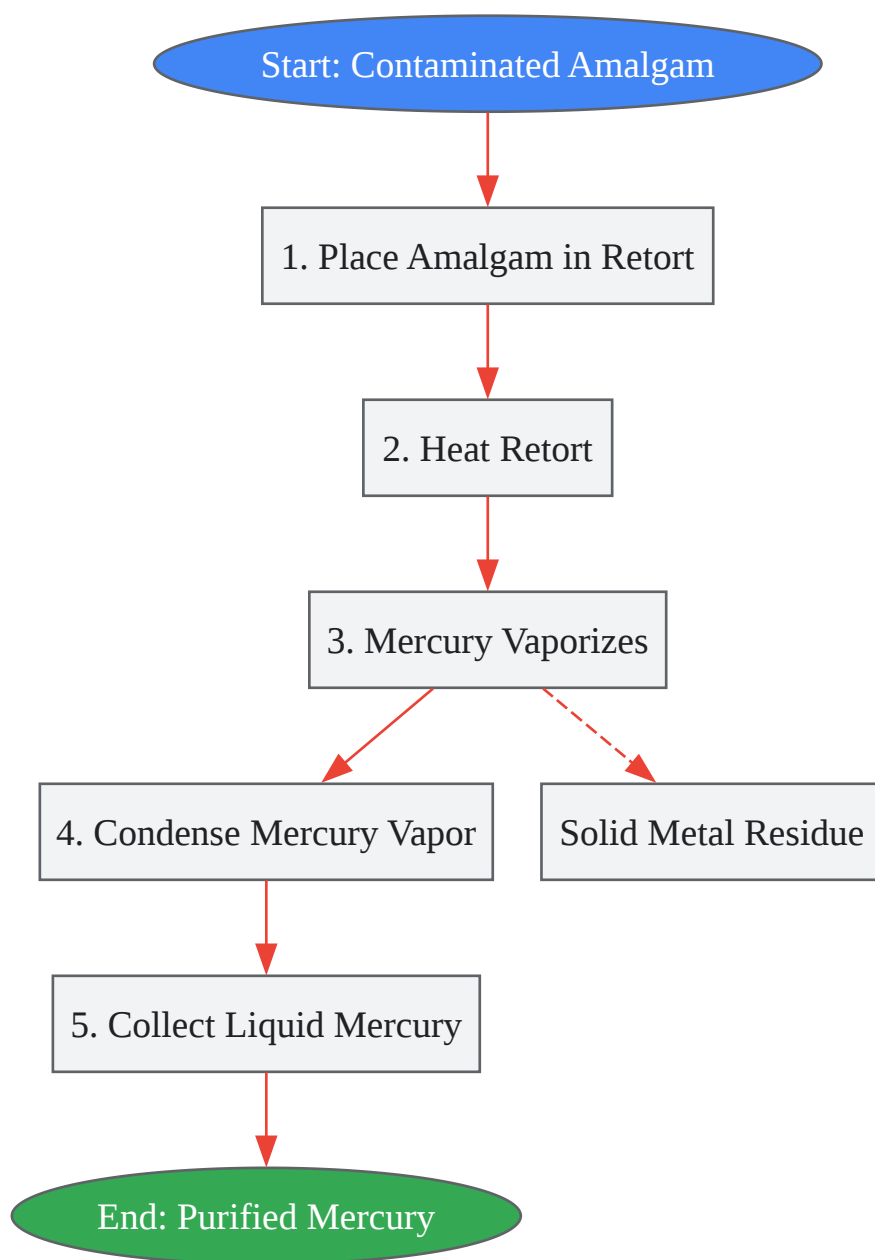 Start: Contaminated Amalgam
1. Place Amalgam in Retort
2. Heat Retort
3. Mercury Vaporizes
4. Condense Mercury Vapor
Solid Metal Residue
5. Collect Liquid Mercury
End: Purified Mercury